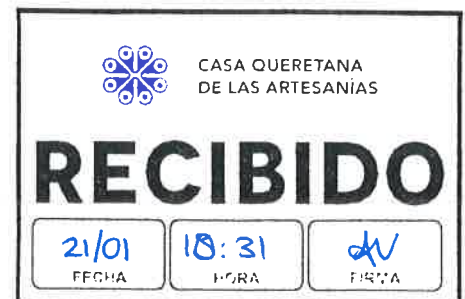 CASA QUERETANA
DE LAS ARTESANÍAS
RECIBIDO
21/01 18:31
FECHA HORA FIRMA